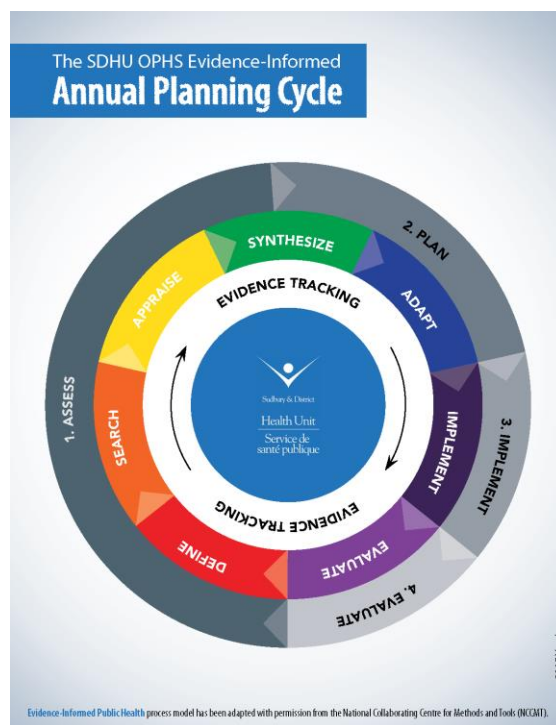 The SDHU OPHS Evidence-Informed
Annual Planning Cycle
1. ASSESS
2. PLAN
3. IMPLEMENT
4. EVALUATE
DEFINE
SEARCH
APPRAISE
SYNTHESIZE
ADAPT
IMPLEMENT
EVALUATE
EVIDENCE TRACKING
EVIDENCE TRACKING
Sudbury & District
Health Unit
Service de
santé publique
Evidence-Informed Public Health process model has been adapted with permission from the National Collaborating Centre for Methods and Tools (NCCMT).